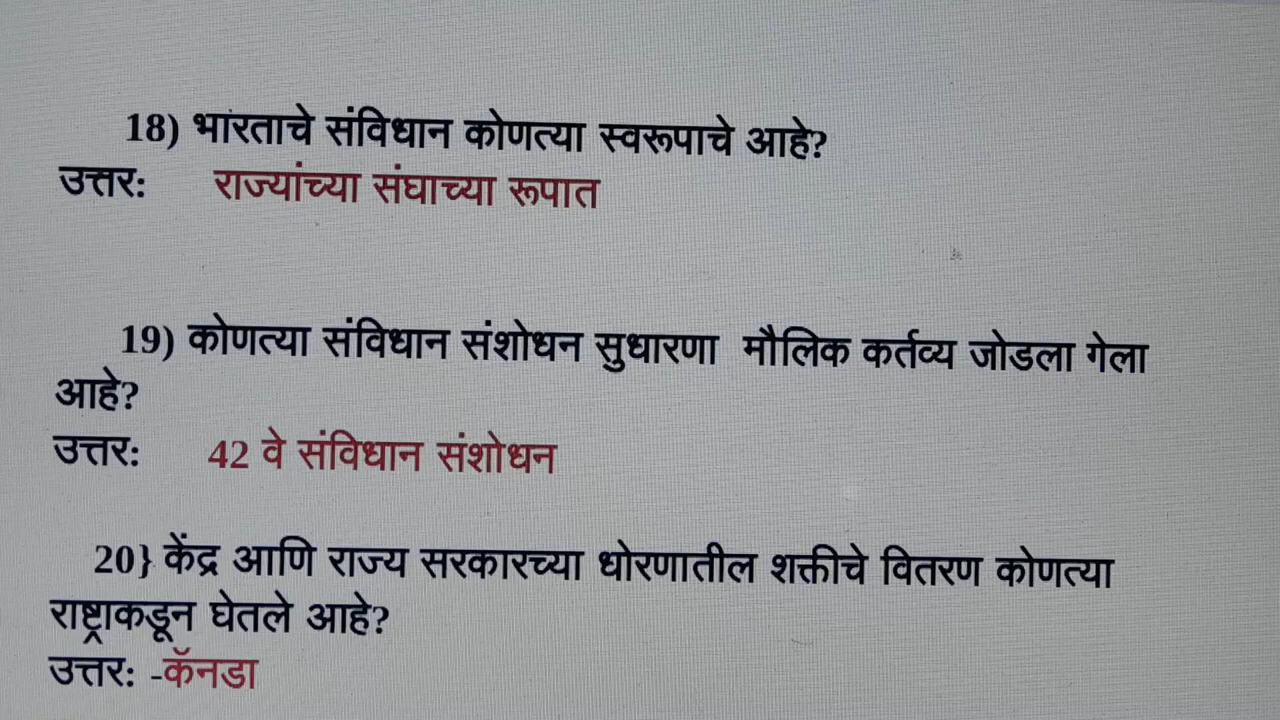 18) भारताचे संविधान कोणत्या स्वरूपाचे आहे?
उत्तर: राज्यांच्या संघाच्या रूपात
19) कोणत्या संविधान संशोधन सुधारणा मौलिक कर्तव्य जोडला गेला
आहे?
उत्तर: 42 वे संविधान संशोधन
20} केंद्र आणि राज्य सरकारच्या धोरणातील शक्तीचे वितरण कोणत्या
राष्ट्राकडून घेतले आहे?
उत्तर: -कॅनडा